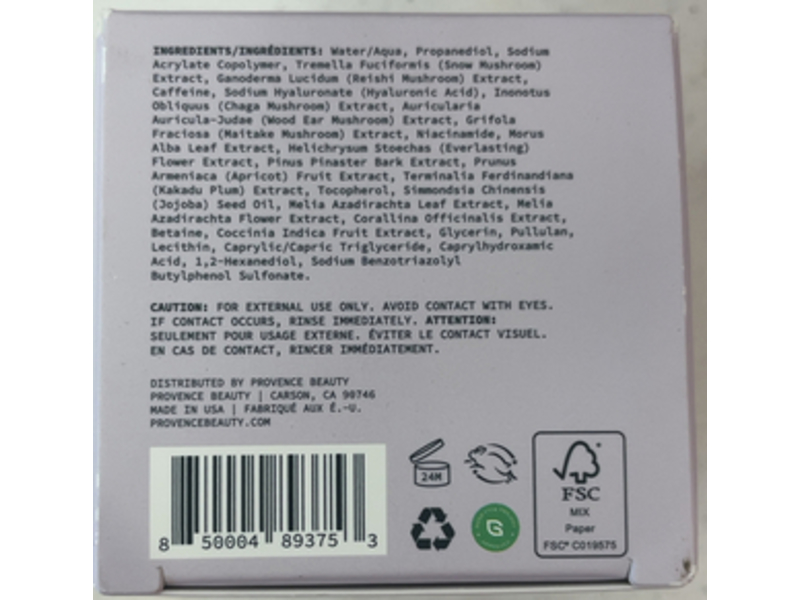 INGREDIENTS/INGRÉDIENTS: Water/Aqua, Propanediol, Sodium
Acrylate Copolymer, Tremella Fuciformis (Snow Mushroom)
Extract, Ganoderma Lucidum (Reishi Mushroom) Extract,
Caffeine, Sodium Hyaluronate (Hyaluronic Acid), Inonotus
Obliquus (Chaga Mushroom) Extract, Auricularia
Auricula-Judae (Wood Ear Mushroom) Extract, Grifola
Fraciosa (Maitake Mushroom) Extract, Niacinamide, Morus
Alba Leaf Extract, Helichrysum Stoechas (Everlasting)
Flower Extract, Pinus Pinaster Bark Extract, Prunus
Armeniaca (Apricot) Fruit Extract, Terminalia Ferdinandiana
(Kakadu Plum) Extract, Tocopherol, Simmondsia Chinensis
(Jojoba) Seed Oil, Melia Azadirachta Leaf Extract, Melia
Azadirachta Flower Extract, Corallina Officinalis Extract,
Betaine, Coccinia Indica Fruit Extract, Glycerin, Pullulan,
Lecithin, Caprylic/Capric Triglyceride, Caprylhydroxamic
Acid, 1,2-Hexanediol, Sodium Benzotriazolyl
Butylphenol Sulfonate.
CAUTION: FOR EXTERNAL USE ONLY. AVOID CONTACT WITH EYES.
IF CONTACT OCCURS, RINSE IMMEDIATELY. ATTENTION:
SEULEMENT POUR USAGE EXTERNE. ÉVITER LE CONTACT VISUEL.
EN CAS DE CONTACT, RINCER IMMÉDIATEMENT.
DISTRIBUTED BY PROVENCE BEAUTY
PROVENCE BEAUTY | CARSON, CA 90746
MADE IN USA | FABRIQUÉ AUX É.-U.
PROVENCEBEAUTY.COM
8 50004 89375 3
24M
G
FSC
MIX
Paper
FSC® C019575